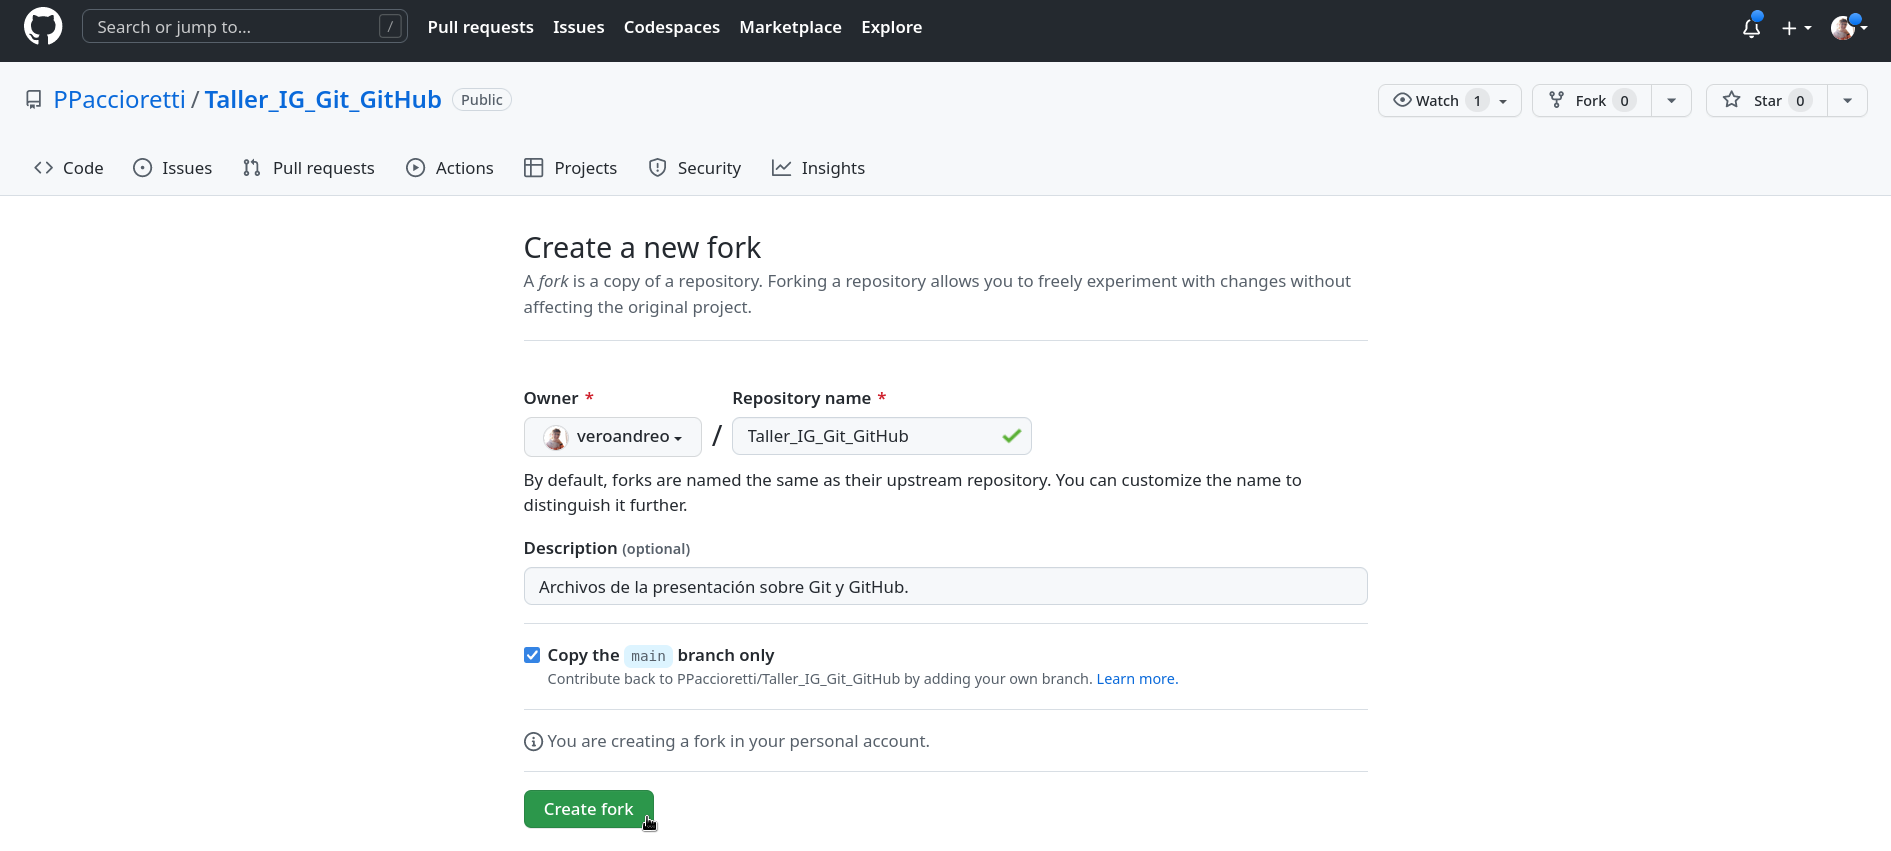 Search or jump to... / Pull requests Issues Codespaces Marketplace Explore
PPaccioretti / Taller_IG_Git_GitHub Public Watch 1 Fork 0 Star 0
Code Issues Pull requests Actions Projects Security Insights
Create a new fork
A fork is a copy of a repository. Forking a repository allows you to freely experiment with changes without
affecting the original project.
Owner * Repository name *
veroandreo / Taller_IG_Git_GitHub
By default, forks are named the same as their upstream repository. You can customize the name to
distinguish it further.
Description (optional)
Archivos de la presentación sobre Git y GitHub.
Copy the main branch only
Contribute back to PPaccioretti/Taller_IG_Git_GitHub by adding your own branch. Learn more.
You are creating a fork in your personal account.
Create fork